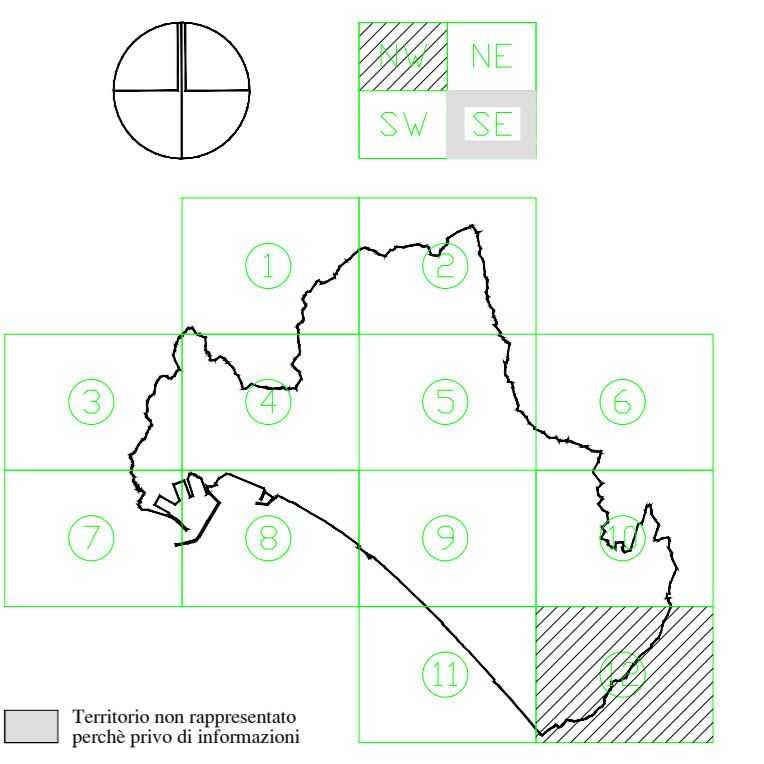 NW NE
SW SE
1 2
3 4 5 6
7 8 9 10
11 12
Territorio non rappresentato
perchè privo di informazioni